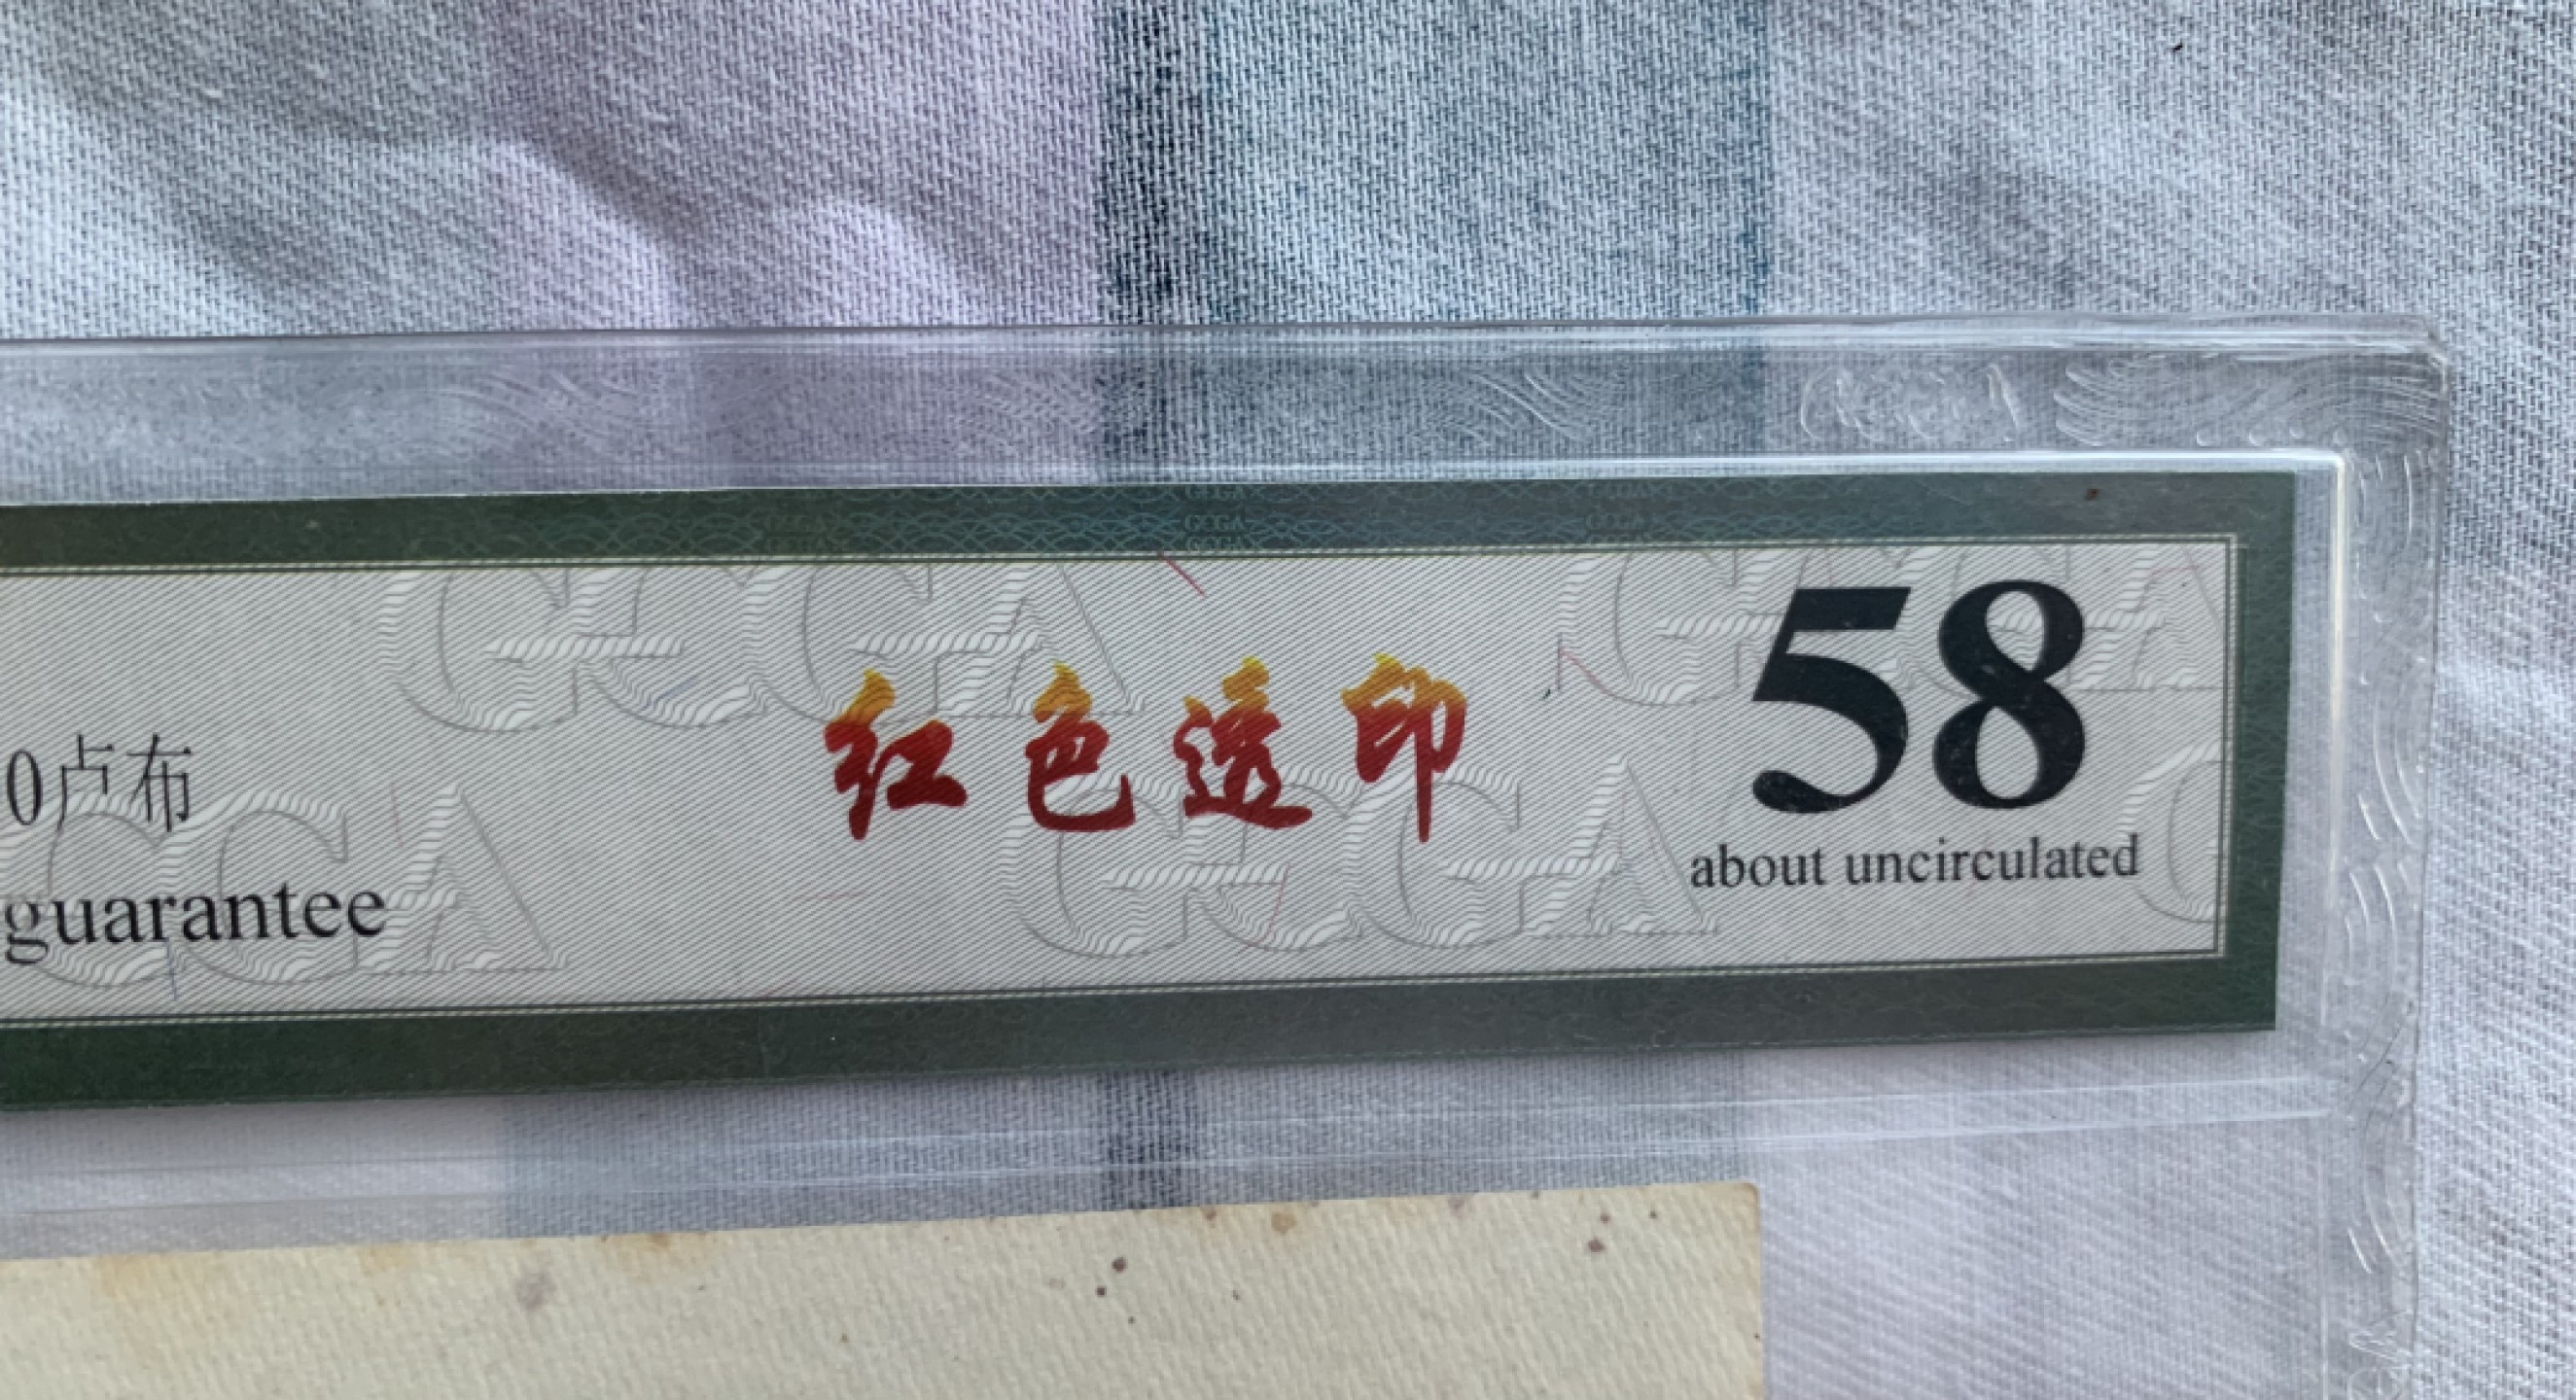 红色透印
58
about uncirculated
0卢布
guarantee